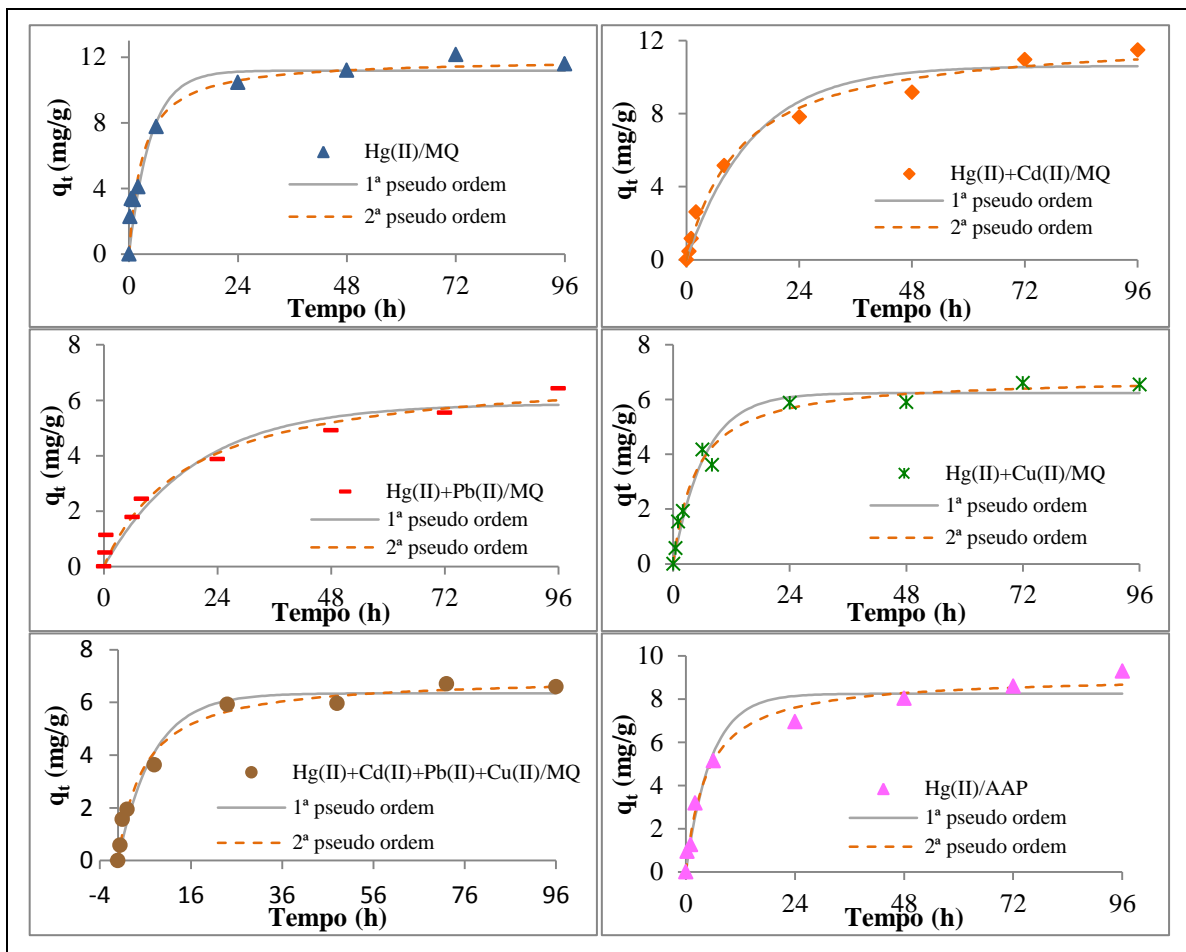 12
8
4
0
q_t (mg/g)
Hg(II)/MQ
1ª pseudo ordem
2ª pseudo ordem
0 24 48 72 96
Tempo (h)
12
8
4
0
q_t (mg/g)
Hg(II)+Cd(II)/MQ
1ª pseudo ordem
2ª pseudo ordem
0 24 48 72 96
Tempo (h)
8
6
4
2
0
q_t (mg/g)
Hg(II)+Pb(II)/MQ
1ª pseudo ordem
2ª pseudo ordem
0 24 48 72 96
Tempo (h)
8
6
4
2
0
qt (mg/g)
Hg(II)+Cu(II)/MQ
1ª pseudo ordem
2ª pseudo ordem
0 24 48 72 96
Tempo (h)
8
6
4
2
0
q_t (mg/g)
Hg(II)+Cd(II)+Pb(II)+Cu(II)/MQ
1ª pseudo ordem
2ª pseudo ordem
-4 16 36 56 76 96
Tempo (h)
10
8
6
4
2
0
q_t (mg/g)
Hg(II)/AAP
1ª pseudo ordem
2ª pseudo ordem
0 24 48 72 96
Tempo (h)